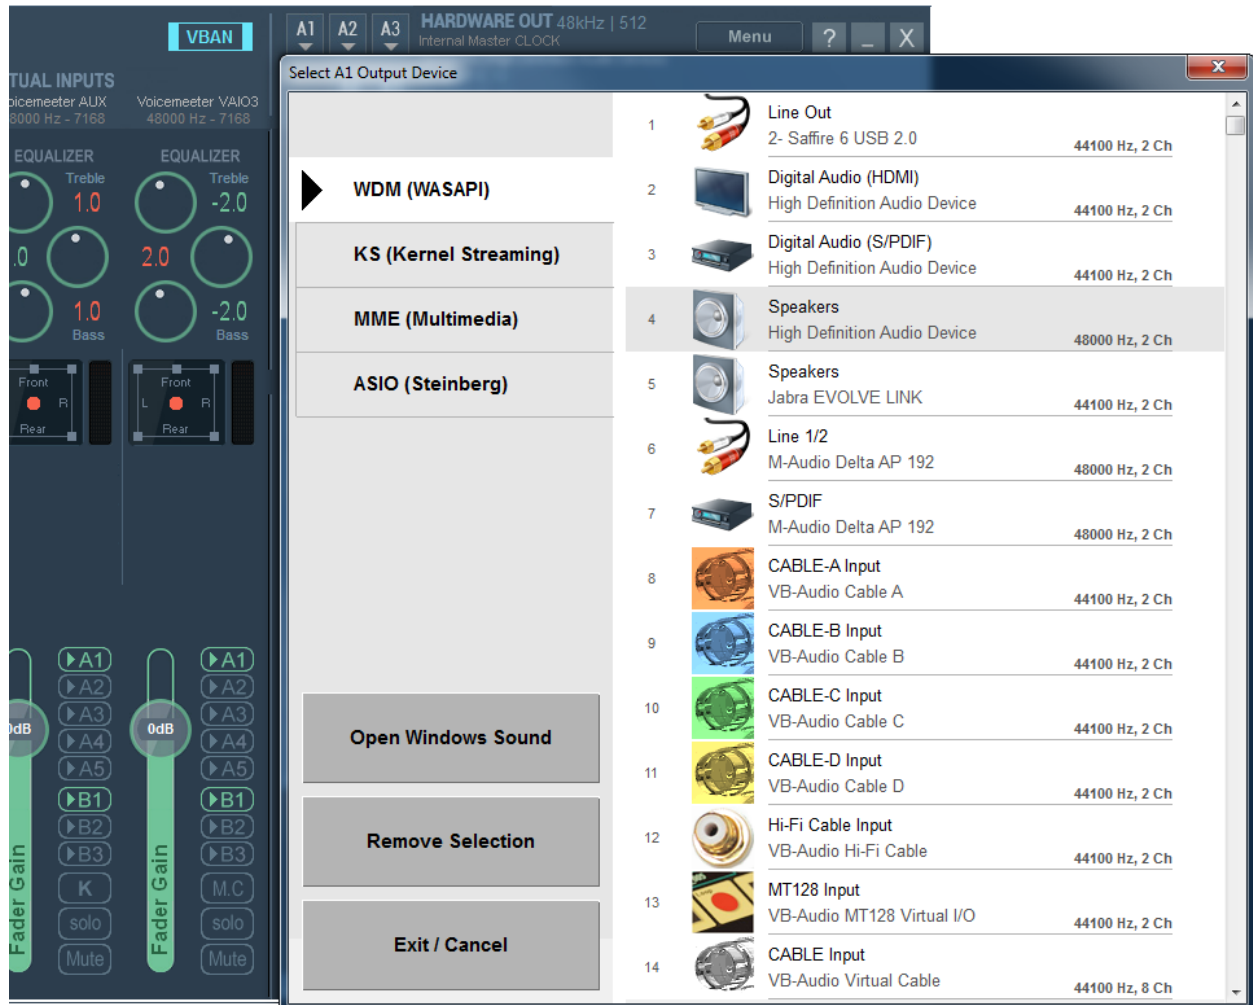 VBAN
A1 A2 A3 HARDWARE OUT 48kHz | 512
Internal Master CLOCK
Menu ? _ X
TUAL INPUTS
oicemeeter AUX Voicemeeter VAIO3
8000 Hz - 7168 48000 Hz - 7168
EQUALIZER EQUALIZER
Treble Treble
1.0 -2.0
.0 2.0
1.0 -2.0
Bass Bass
Front Front
R L R
Rear Rear
A1 A1
A2 A2
A3 A3
0dB 0dB
A4 A4
A5 A5
B1 B1
B2 B2
B3 B3
K M.C
solo solo
Mute Mute
Fader Gain Fader Gain
Select A1 Output Device
x
WDM (WASAPI)
KS (Kernel Streaming)
MME (Multimedia)
ASIO (Steinberg)
Open Windows Sound
Remove Selection
Exit / Cancel
1 Line Out
2- Saffire 6 USB 2.0
44100 Hz, 2 Ch
2 Digital Audio (HDMI)
High Definition Audio Device
44100 Hz, 2 Ch
3 Digital Audio (S/PDIF)
High Definition Audio Device
44100 Hz, 2 Ch
4 Speakers
High Definition Audio Device
48000 Hz, 2 Ch
5 Speakers
Jabra EVOLVE LINK
44100 Hz, 2 Ch
6 Line 1/2
M-Audio Delta AP 192
48000 Hz, 2 Ch
7 S/PDIF
M-Audio Delta AP 192
48000 Hz, 2 Ch
8 CABLE-A Input
VB-Audio Cable A
44100 Hz, 2 Ch
9 CABLE-B Input
VB-Audio Cable B
44100 Hz, 2 Ch
10 CABLE-C Input
VB-Audio Cable C
44100 Hz, 2 Ch
11 CABLE-D Input
VB-Audio Cable D
44100 Hz, 2 Ch
12 Hi-Fi Cable Input
VB-Audio Hi-Fi Cable
44100 Hz, 2 Ch
13 MT128 Input
VB-Audio MT128 Virtual I/O
44100 Hz, 2 Ch
14 CABLE Input
VB-Audio Virtual Cable
44100 Hz, 8 Ch